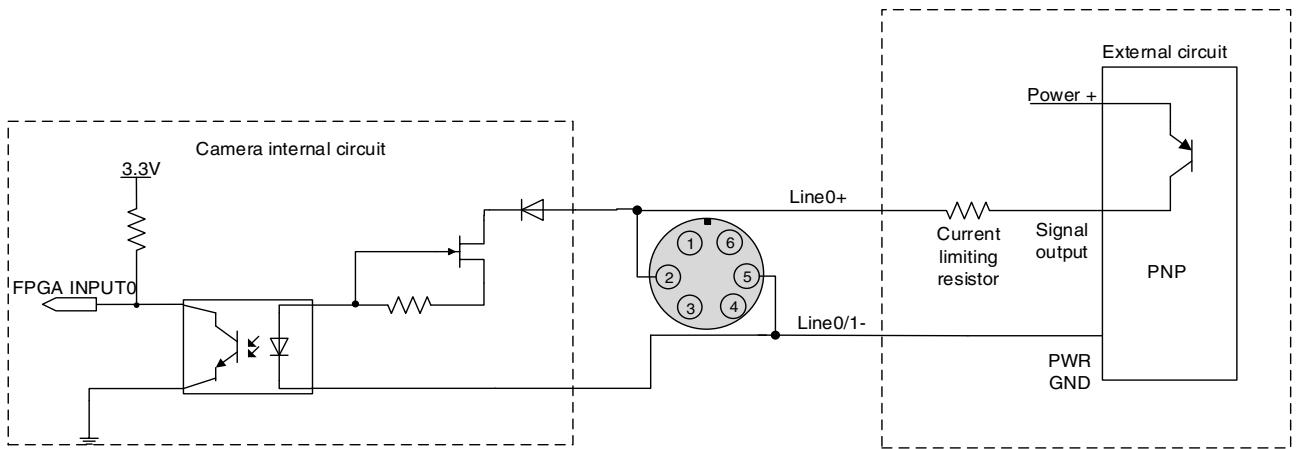 External circuit
Power +
Camera internal circuit
3.3V
Line0+
1
6
Current
limiting
resistor
Signal
output
2
5
PNP
FPGA INPUT0
3
4
Line0/1-
PWR
GND